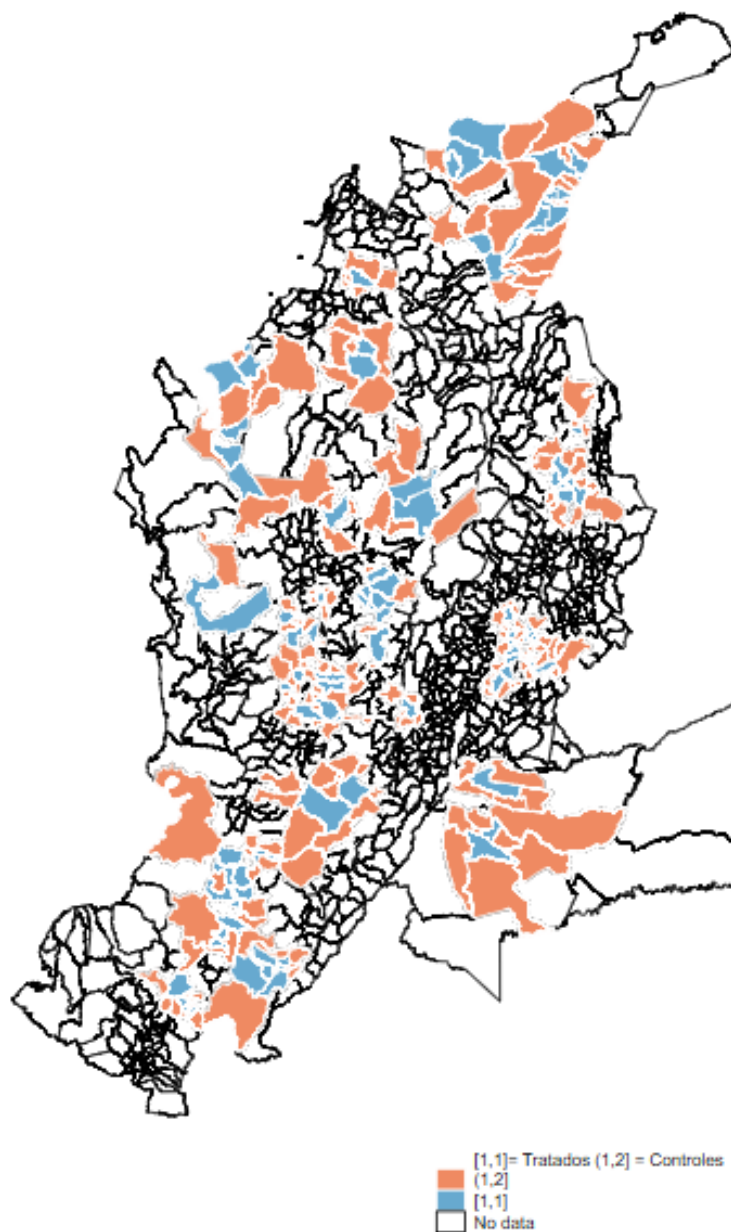 [1,1]= Tratados (1,2] = Controles
(1,2]
[1,1]
No data